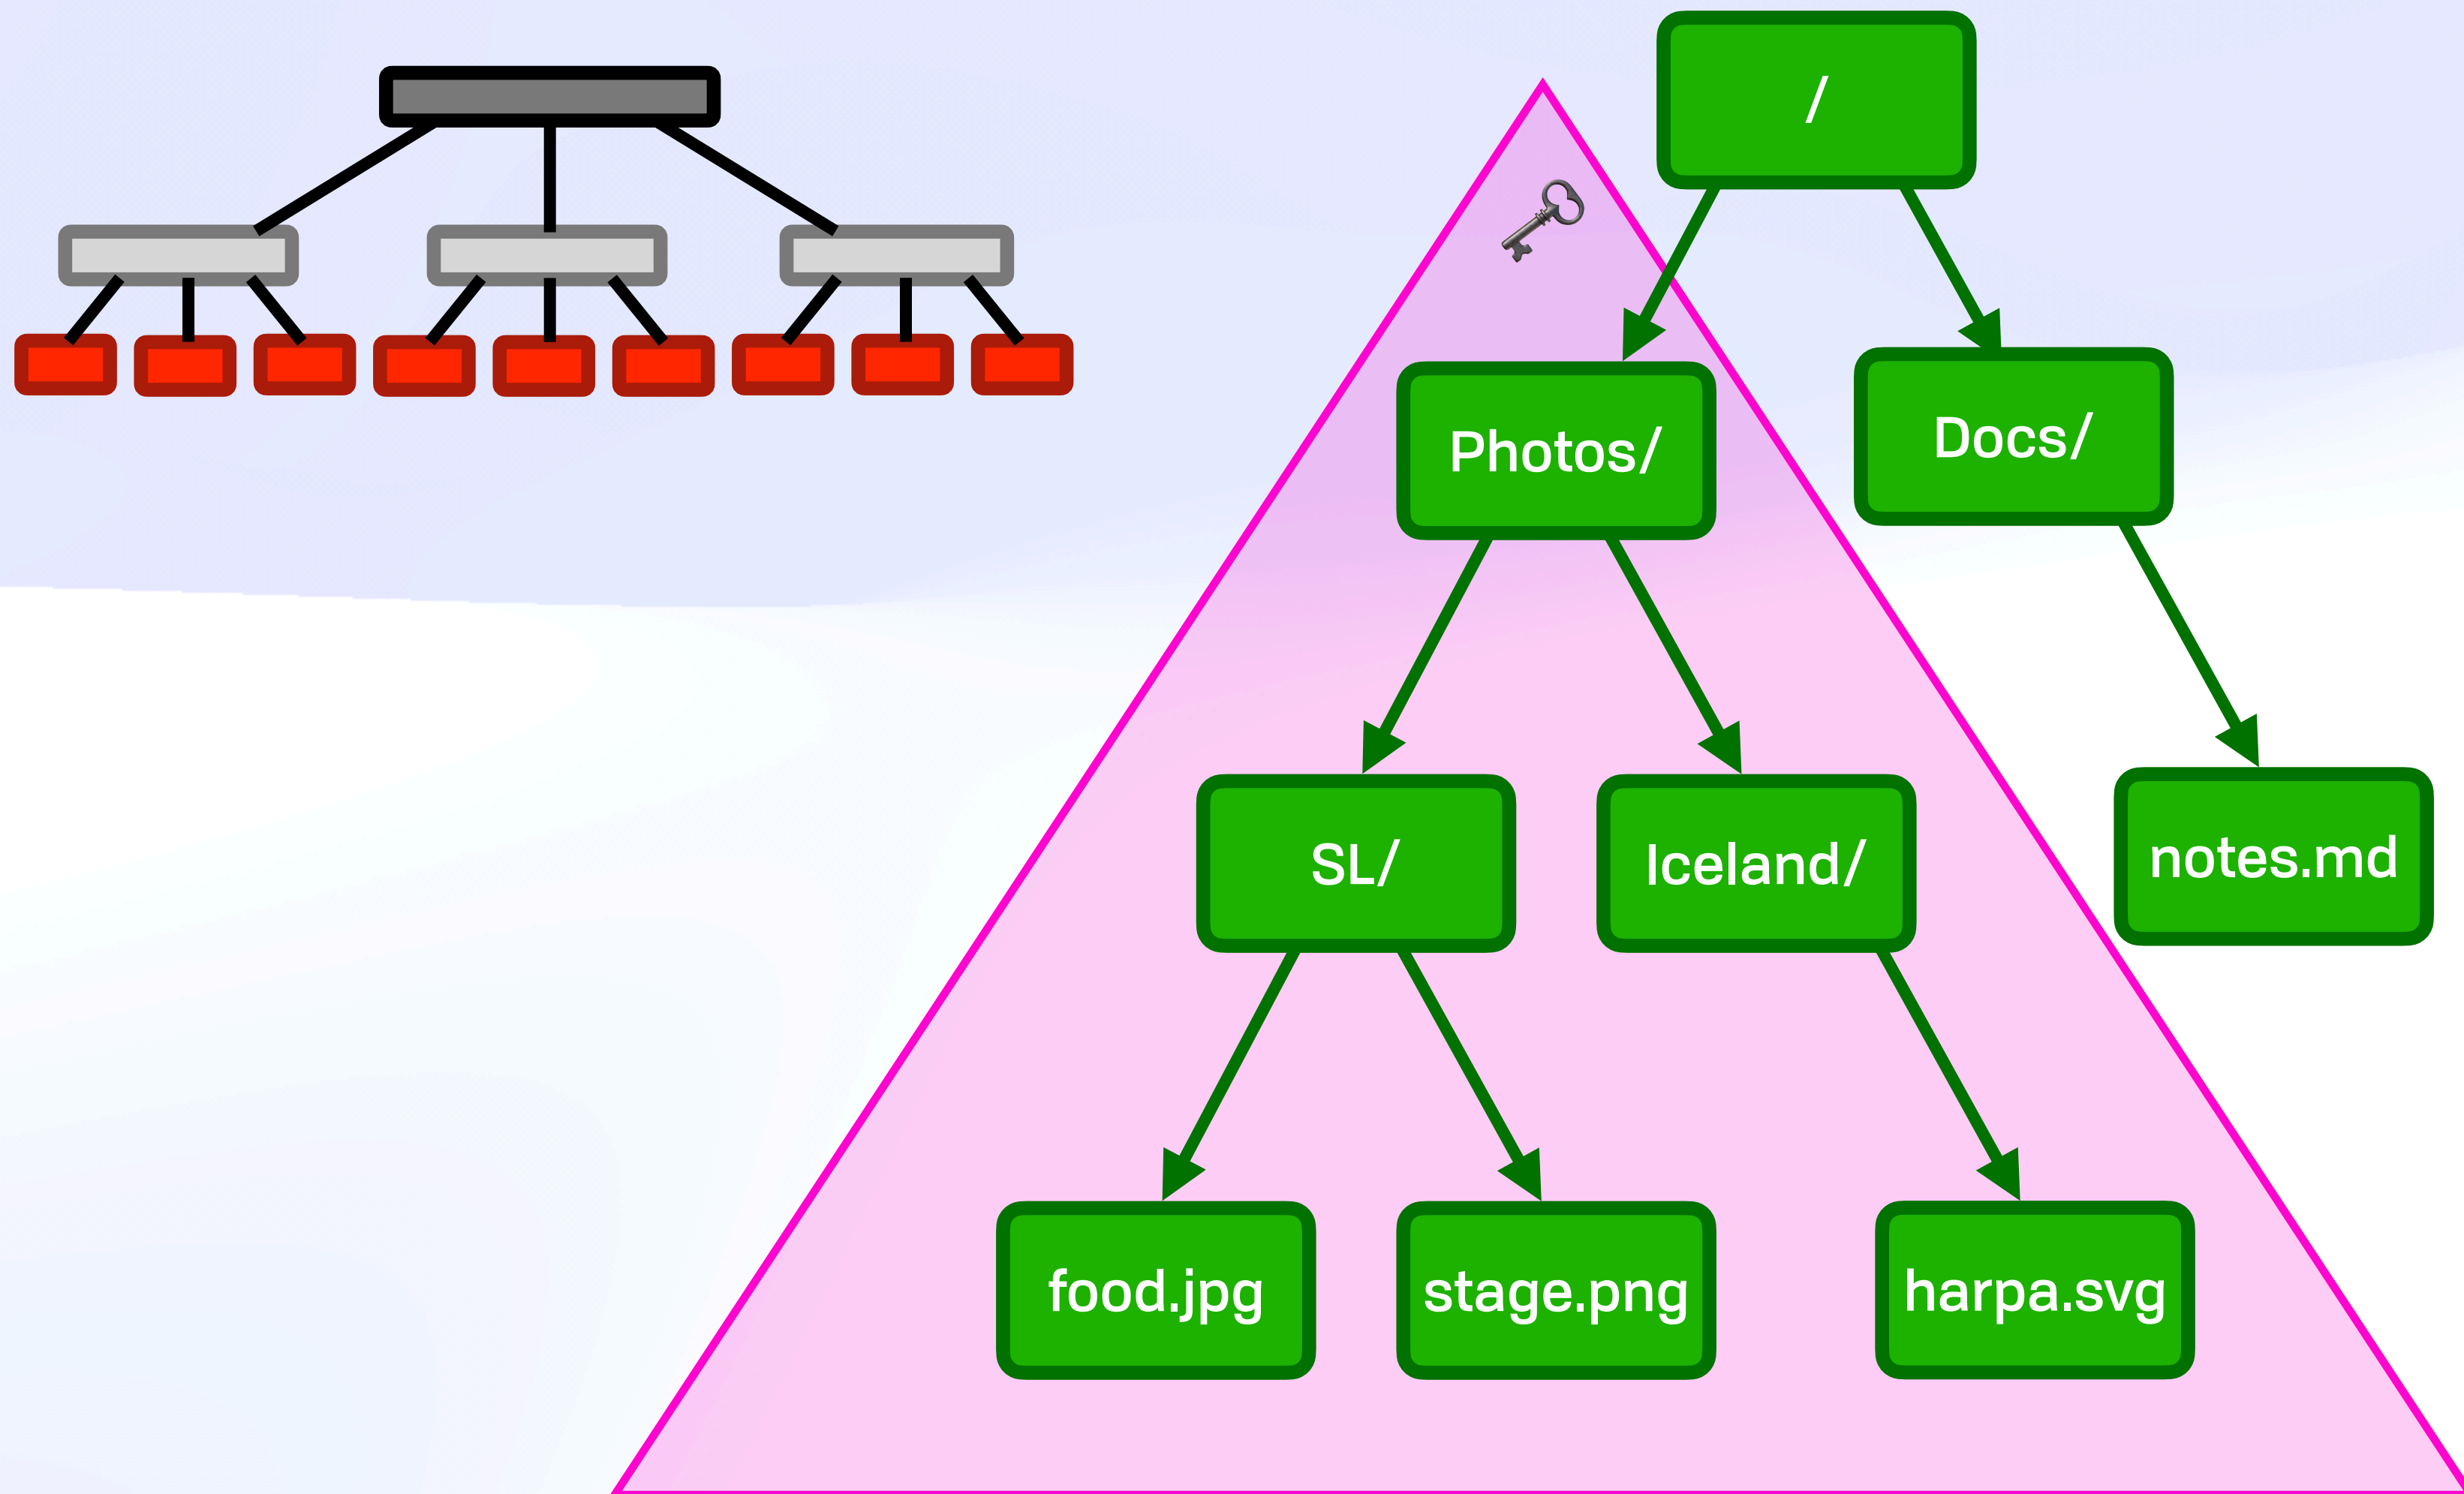 /
Photos/
Docs/
SL/
Iceland/
notes.md
food.jpg
stage.png
harpa.svg